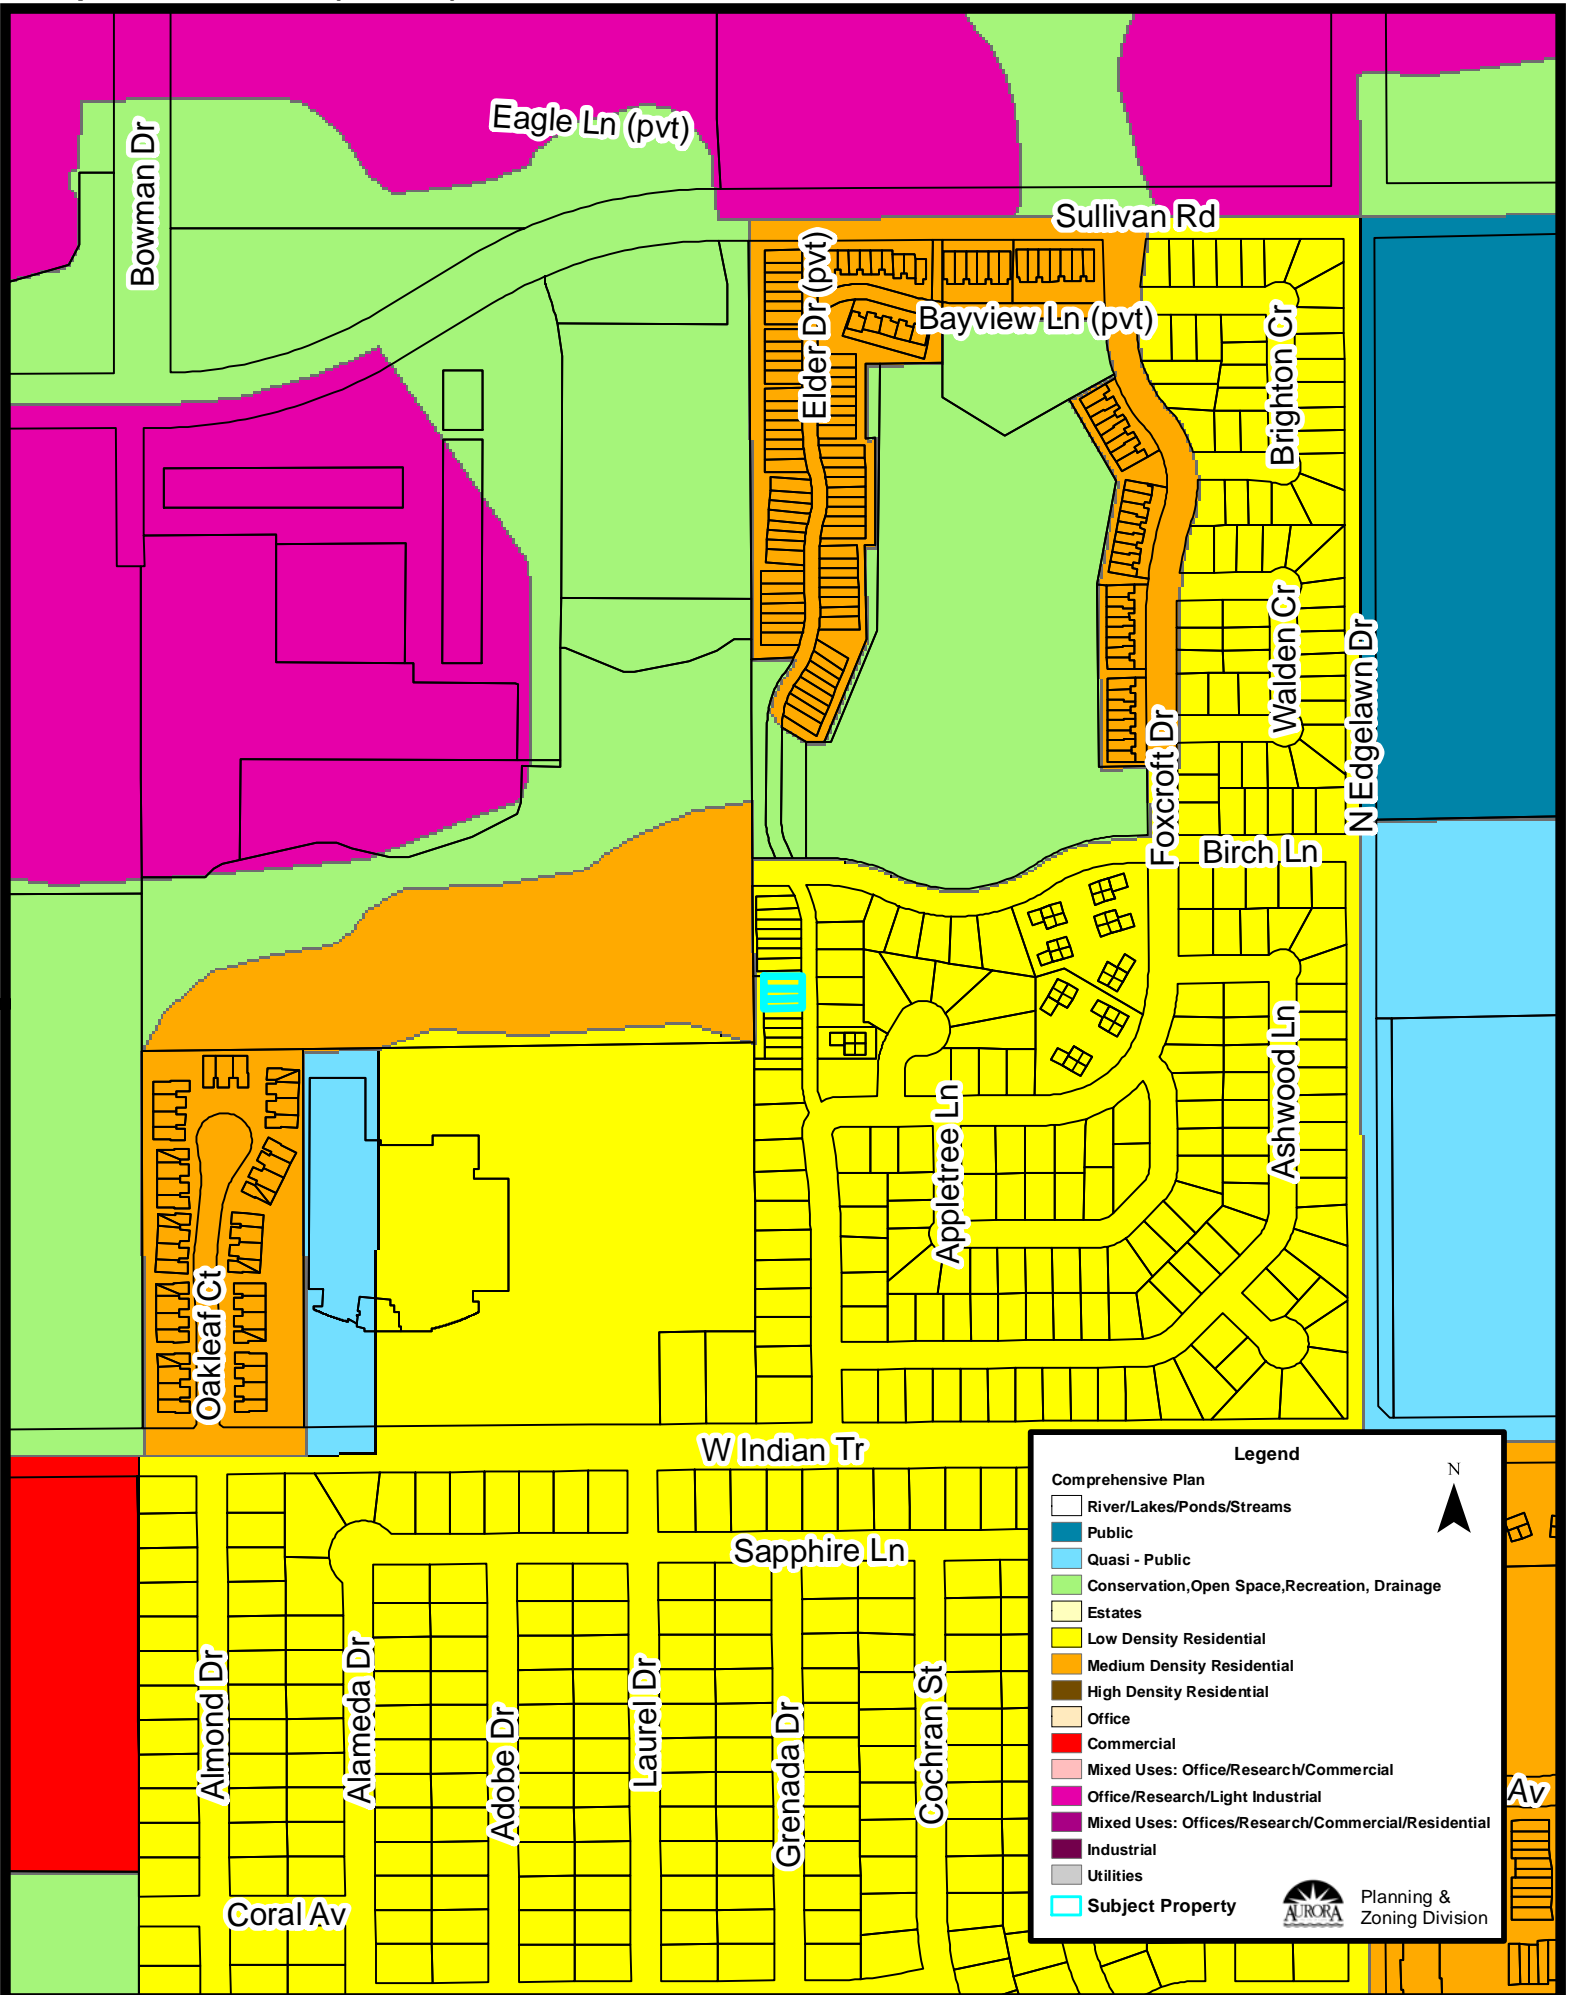 Eagle Ln (pvt)
Bowman Dr
Sullivan Rd
Elder Dr (pvt)
Bayview Ln (pvt)
Brighton Cr
Walden Cr
N Edgelawn Dr
Foxcroft Dr
Birch Ln
Ashwood Ln
Appletree Ln
Oakleaf Ct
W Indian Tr
Sapphire Ln
Almond Dr
Alameda Dr
Adobe Dr
Laurel Dr
Grenada Dr
Cochran St
Av
Coral Av
Legend
N
Comprehensive Plan
River/Lakes/Ponds/Streams
Public
Quasi - Public
Conservation,Open Space,Recreation, Drainage
Estates
Low Density Residential
Medium Density Residential
High Density Residential
Office
Commercial
Mixed Uses: Office/Research/Commercial
Office/Research/Light Industrial
Mixed Uses: Offices/Research/Commercial/Residential
Industrial
Utilities
Subject Property
AURORA
Planning &
Zoning Division